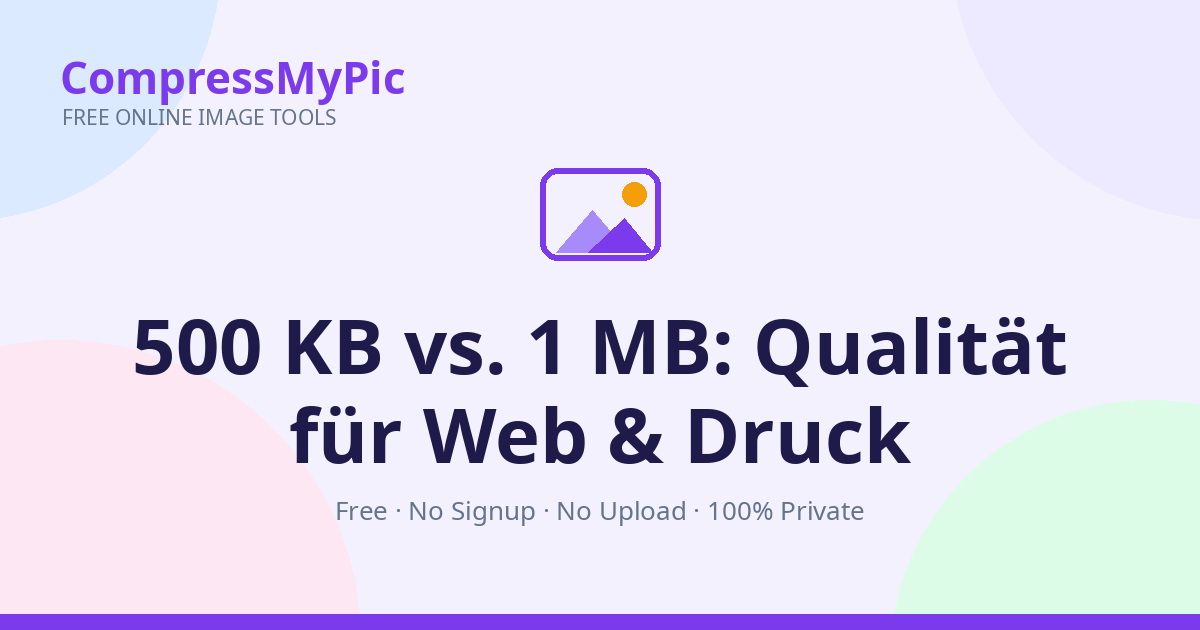 CompressMyPic
FREE ONLINE IMAGE TOOLS
500 KB vs. 1 MB: Qualität
für Web & Druck
Free · No Signup · No Upload · 100% Private